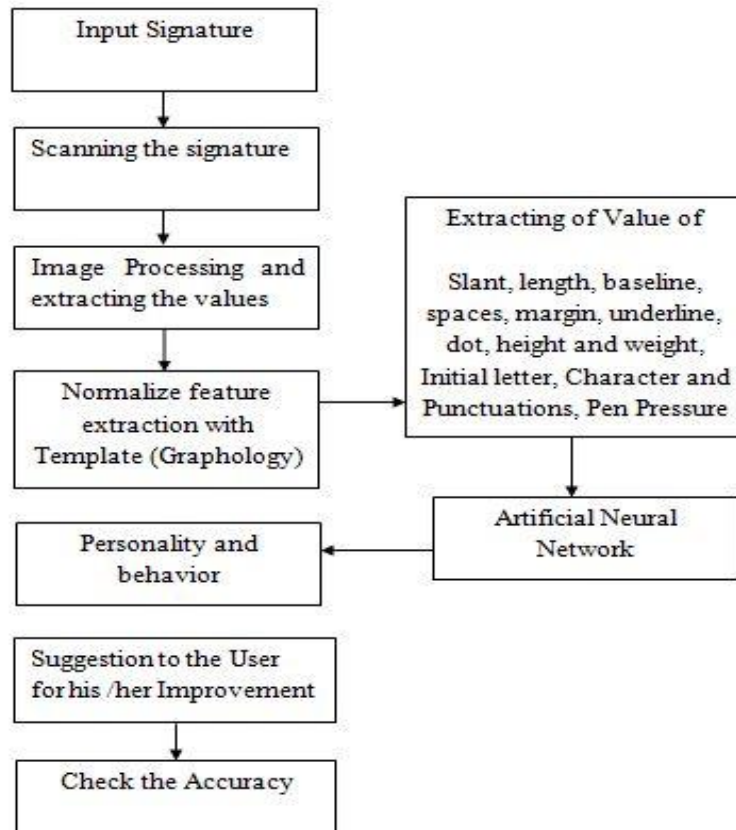 Input Signature
Scanning the signature
Image Processing and
extracting the values
Normalize feature
extraction with
Template (Graphology)
Extracting of Value of
Slant, length, baseline,
spaces, margin, underline,
dot, height and weight,
Initial letter, Character and
Punctuations, Pen Pressure
Artificial Neural
Network
Personality and
behavior
Suggestion to the User
for his /her Improvement
Check the Accuracy